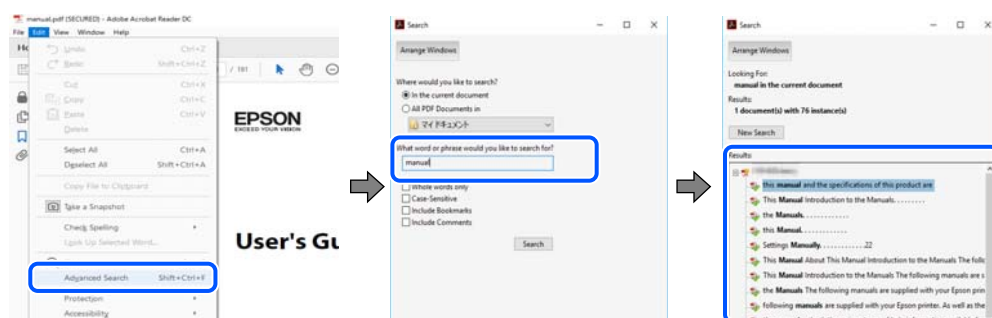 manual.pdf (SECURED) - Adobe Acrobat Reader DC
File Edit View Window Help
Undo Ctrl+Z
Redo Shift+Ctrl+Z
Cut Ctrl+X
Copy Ctrl+C
Paste Ctrl+V
Delete
Select All Ctrl+A
Deselect All Shift+Ctrl+A
Copy File to Clipboard
Take a Snapshot
Check Spelling
Look Up Selected Word...
Advanced Search Shift+Ctrl+F
Protection
Accessibility
/ 181
EPSON
EXCEED YOUR VISION
User's Gu
Search
Arrange Windows
Where would you like to search?
In the current document
All PDF Documents in
マイ ドキュメント
What word or phrase would you like to search for?
manual
Whole words only
Case-Sensitive
Include Bookmarks
Include Comments
Search
Search
Arrange Windows
Looking For:
manual in the current document
Results:
1 document(s) with 76 instance(s)
New Search
Results:
this manual and the specifications of this product are
This Manual Introduction to the Manuals. . . . . . . .
the Manuals. . . . . . . . . . . .
this Manual. . . . . . . . . . . .
Settings Manually. . . . . . . . . . . .22
This Manual About This Manual Introduction to the Manuals The follc
This Manual Introduction to the Manuals The following manuals are s
the Manuals The following manuals are supplied with your Epson prin
following manuals are supplied with your Epson printer. As well as the